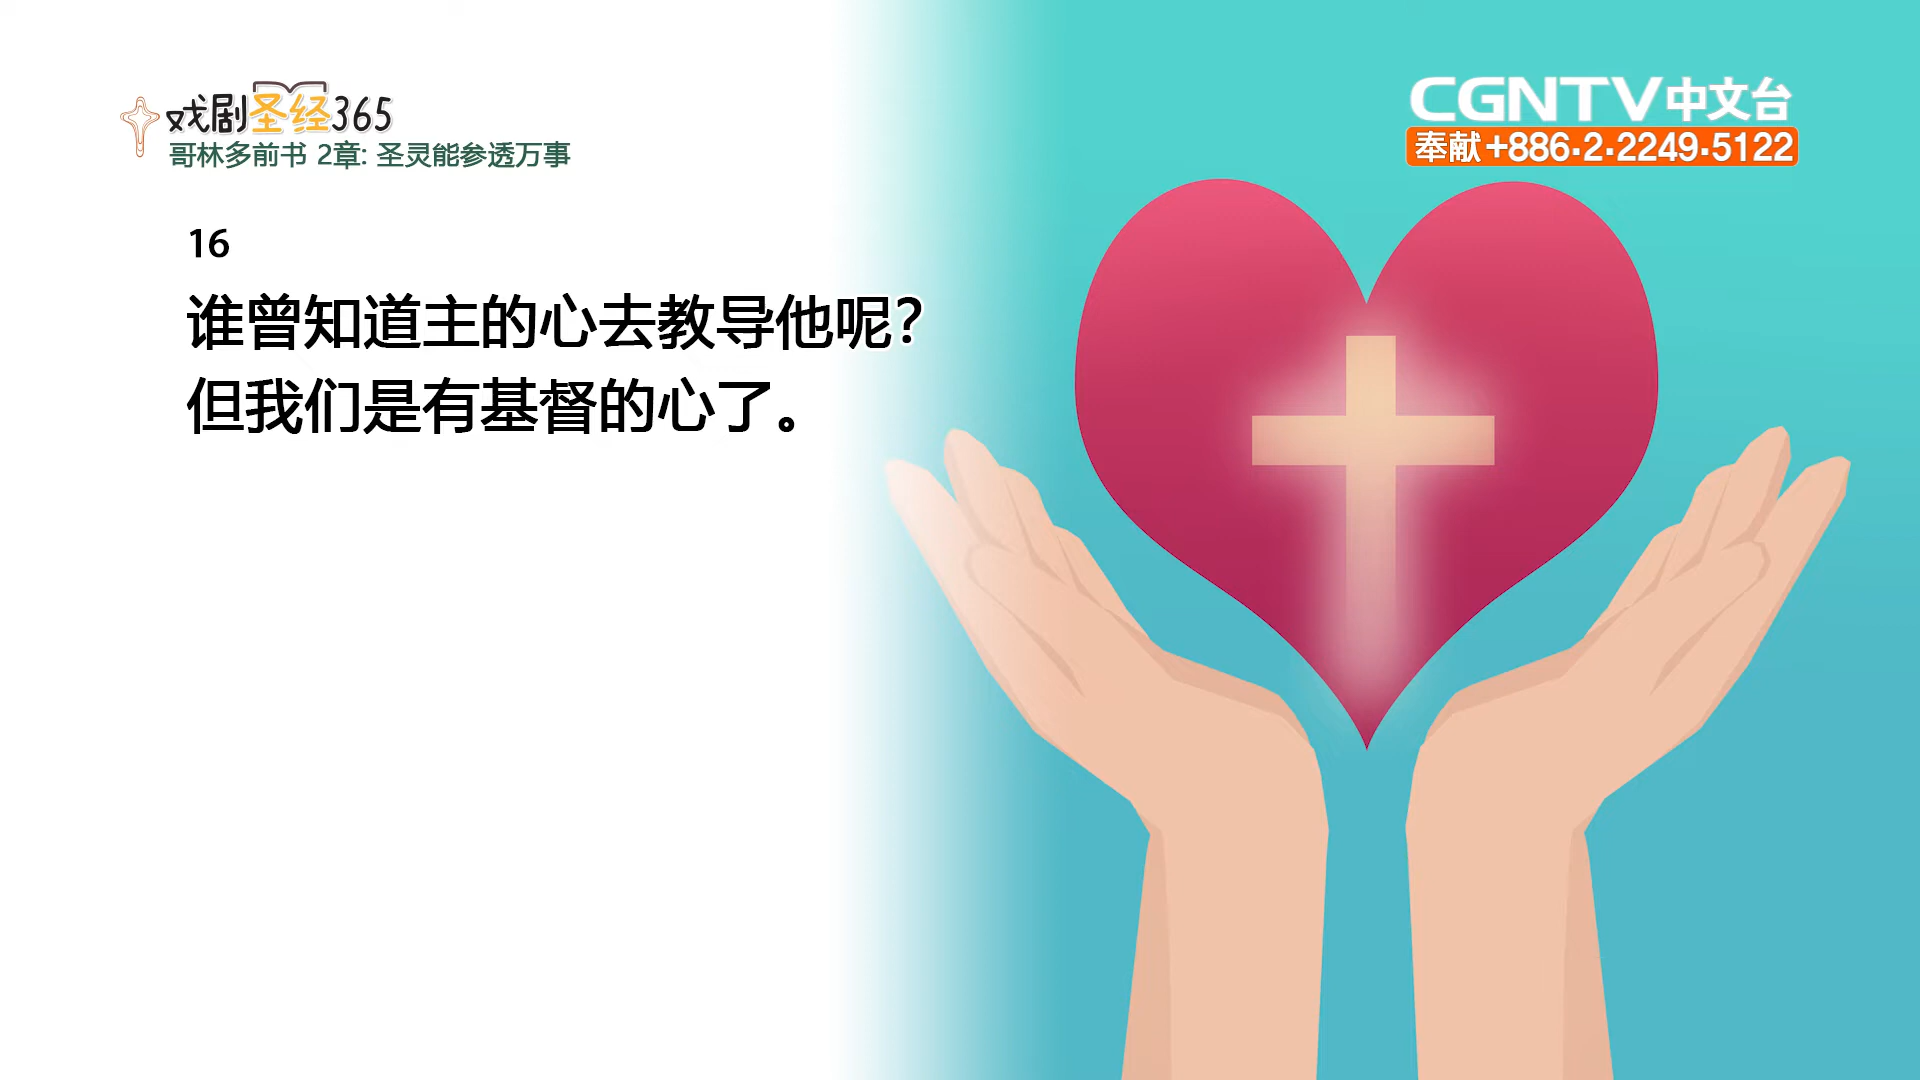 戏剧圣经365
哥林多前书 2章: 圣灵能参透万事
CGNTV中文台
奉献+886·2·2249·5122
16
谁曾知道主的心去教导他呢?
但我们是有基督的心了。